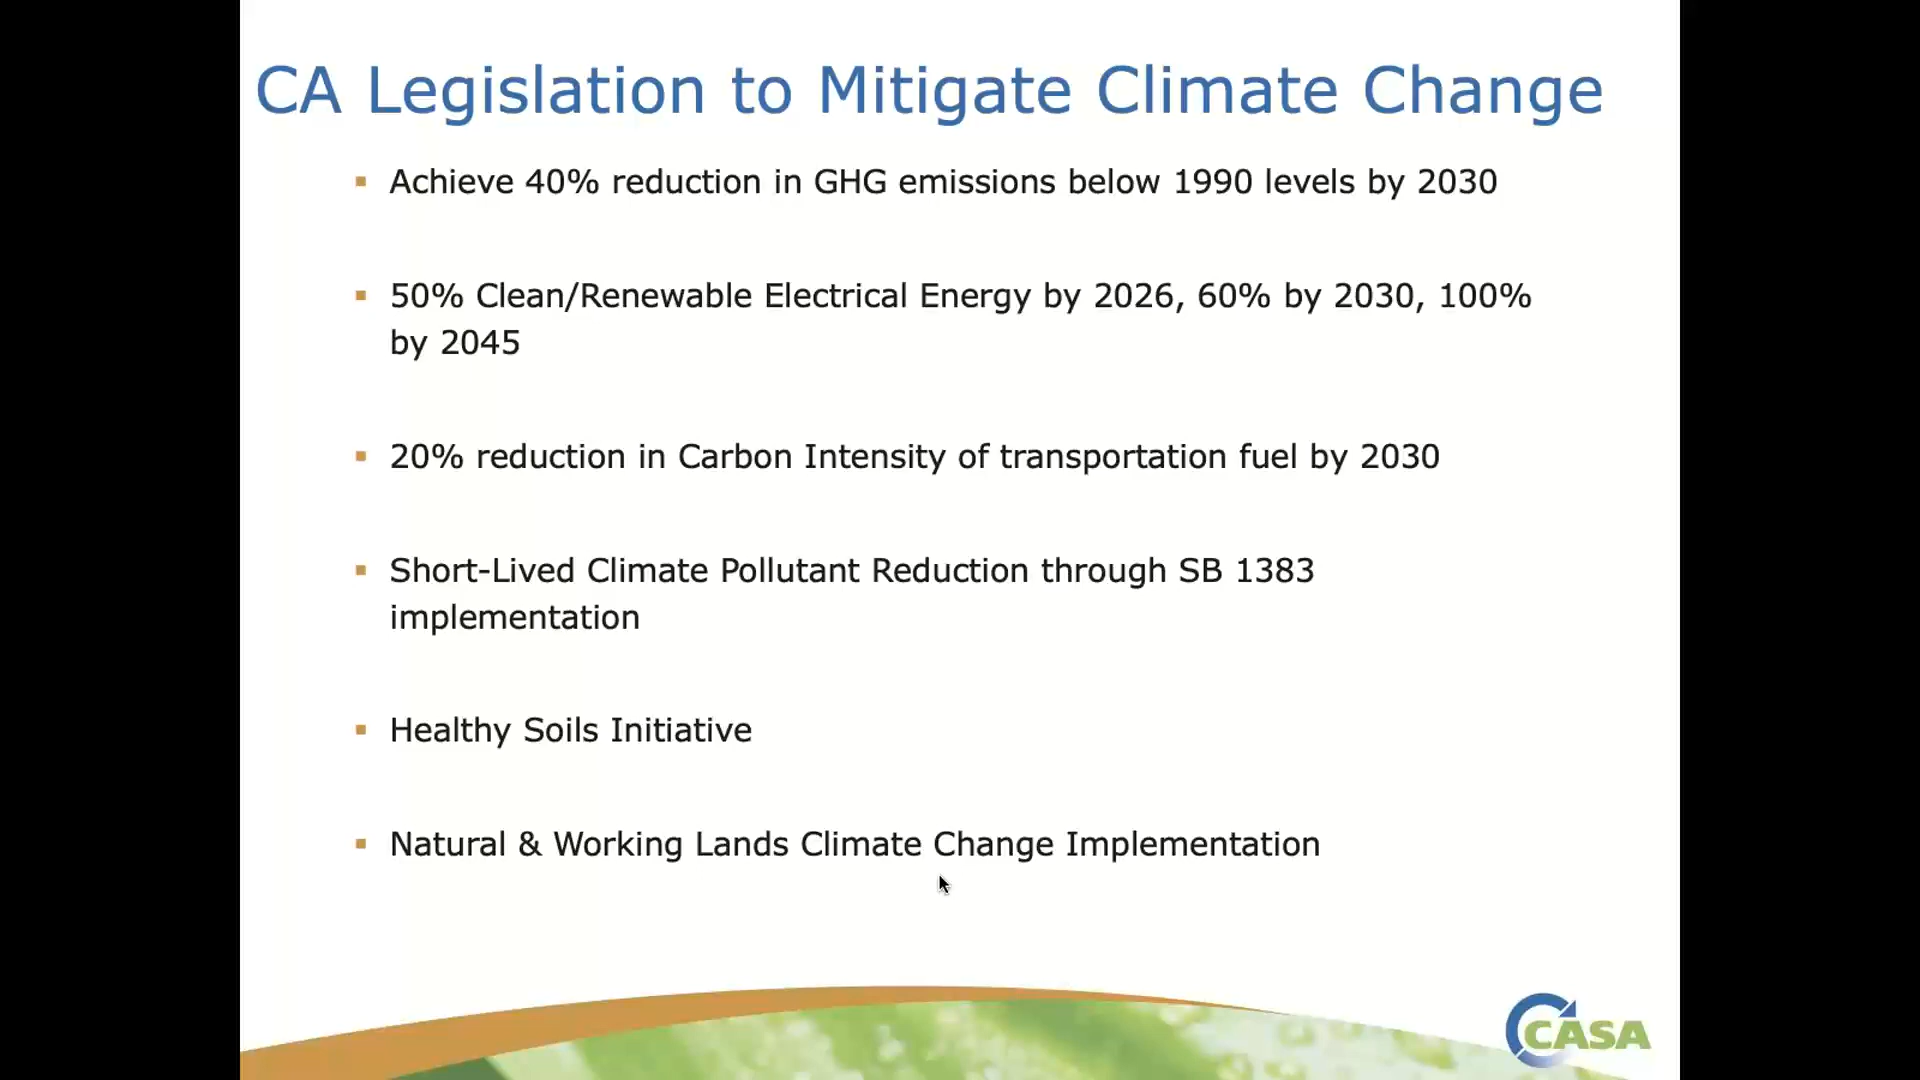 CA Legislation to Mitigate Climate Change
▪ Achieve 40% reduction in GHG emissions below 1990 levels by 2030
▪ 50% Clean/Renewable Electrical Energy by 2026, 60% by 2030, 100%
by 2045
▪ 20% reduction in Carbon Intensity of transportation fuel by 2030
▪ Short-Lived Climate Pollutant Reduction through SB 1383
implementation
▪ Healthy Soils Initiative
▪ Natural & Working Lands Climate Change Implementation
CASA